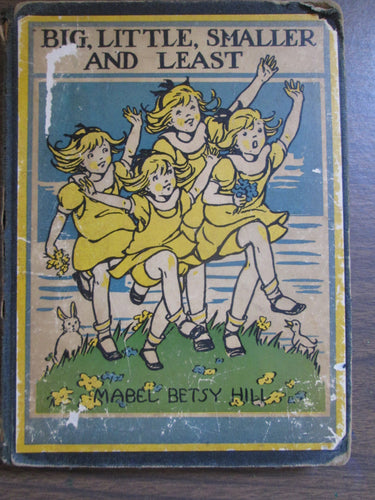 BIG, LITTLE, SMALLER
AND LEAST
MABEL BETSY HILL